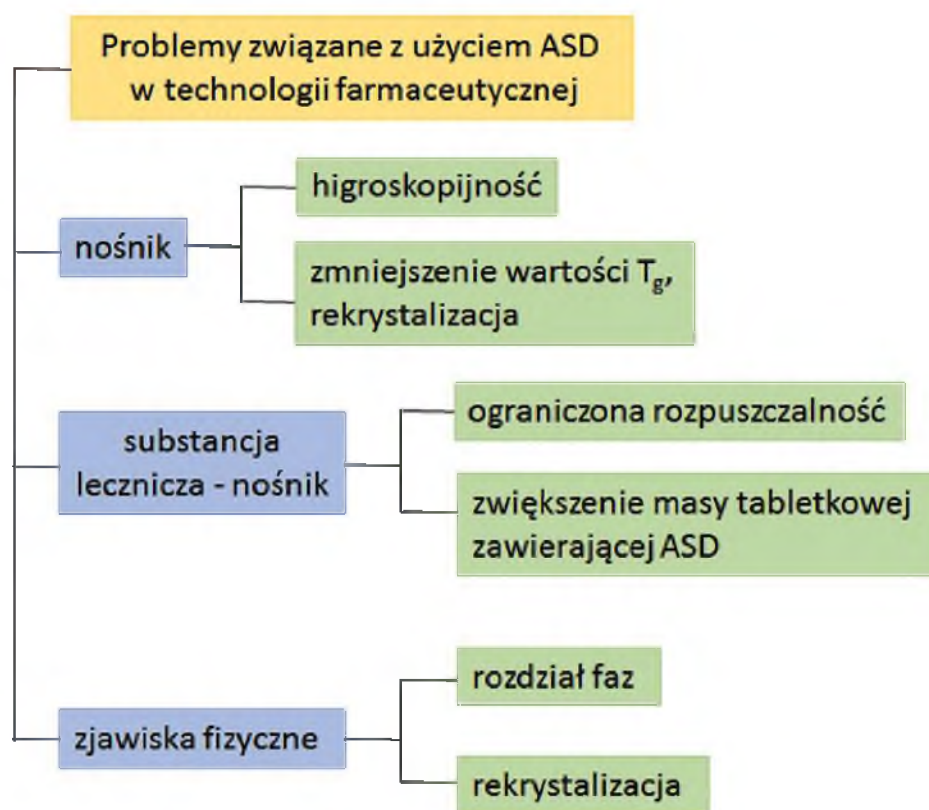 Problemy związane z użyciem ASD
w technologii farmaceutycznej
nośnik
higroskopijność
zmniejszenie wartości Tg,
rekrystalizacja
substancja
lecznicza - nośnik
ograniczona rozpuszczalność
zwiększenie masy tabletkowej
zawierającej ASD
zjawiska fizyczne
rozdział faz
rekrystalizacja